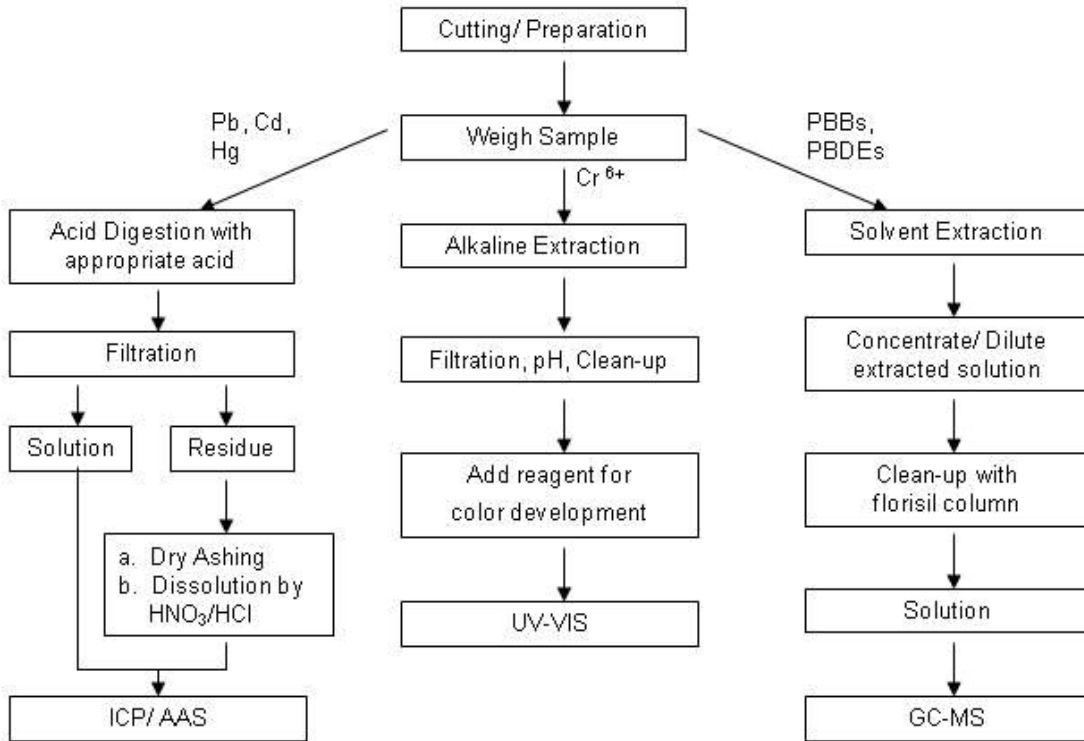 Cutting/ Preparation
Weigh Sample
Pb, Cd,
Hg
Cr 6+
PBBs,
PBDEs
Acid Digestion with
appropriate acid
Filtration
Solution
Residue
a. Dry Ashing
b. Dissolution by
HNO3/HCl
ICP/ AAS
Alkaline Extraction
Filtration, pH, Clean-up
Add reagent for
color development
UV-VIS
Solvent Extraction
Concentrate/ Dilute
extracted solution
Clean-up with
florisil column
Solution
GC-MS